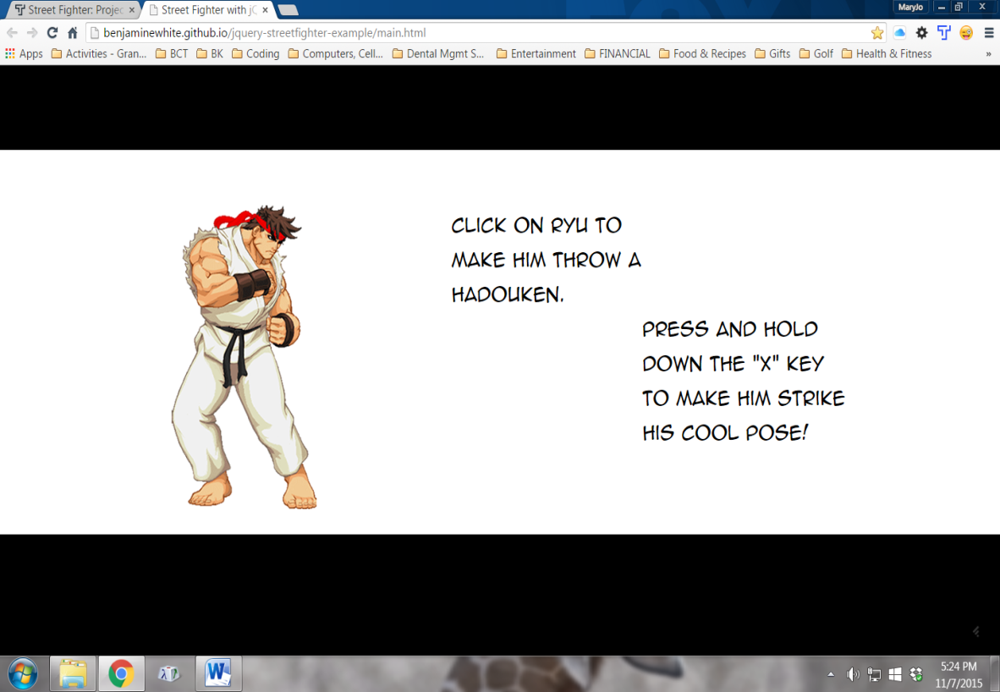 Street Fighter: Projec
Street Fighter with jQ
MaryJo
benjaminewhite.github.io/jquery-streetfighter-example/main.html
Apps Activities - Gran... BCT BK Coding Computers, Cell... Dental Mgmt S... Entertainment FINANCIAL Food & Recipes Gifts Golf Health & Fitness »
CLICK ON RYU TO
MAKE HIM THROW A
HADOUKEN.
PRESS AND HOLD
DOWN THE "X" KEY
TO MAKE HIM STRIKE
HIS COOL POSE!
5:24 PM
11/7/2015